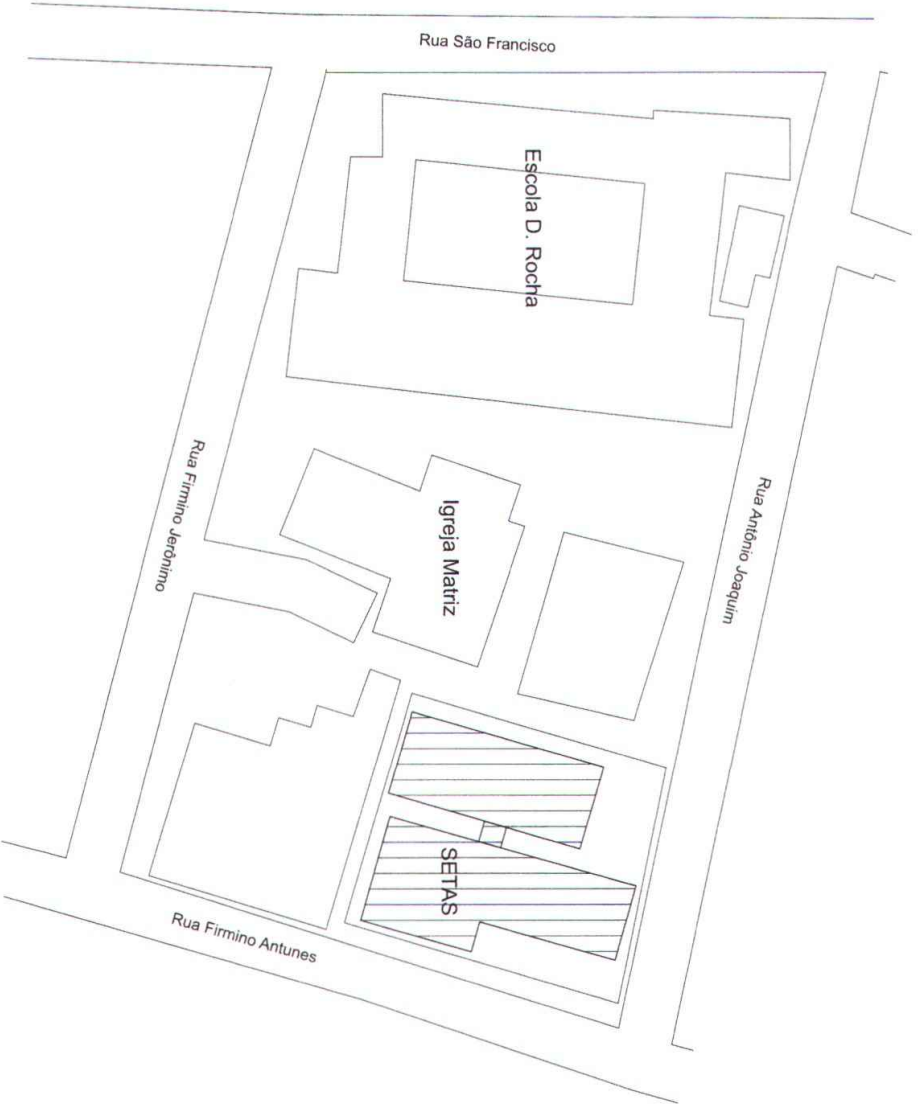 Rua São Francisco
Escola D. Rocha
Rua Firmino Jerônimo
Igreja Matriz
Rua Antônio Joaquim
SETAS
Rua Firmino Antunes